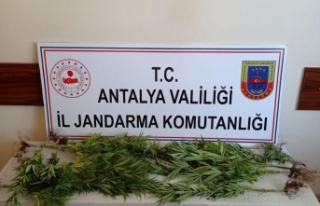 T.C.
ANTALYA VALİLİĞİ
İL JANDARMA KOMUTANLIĞI